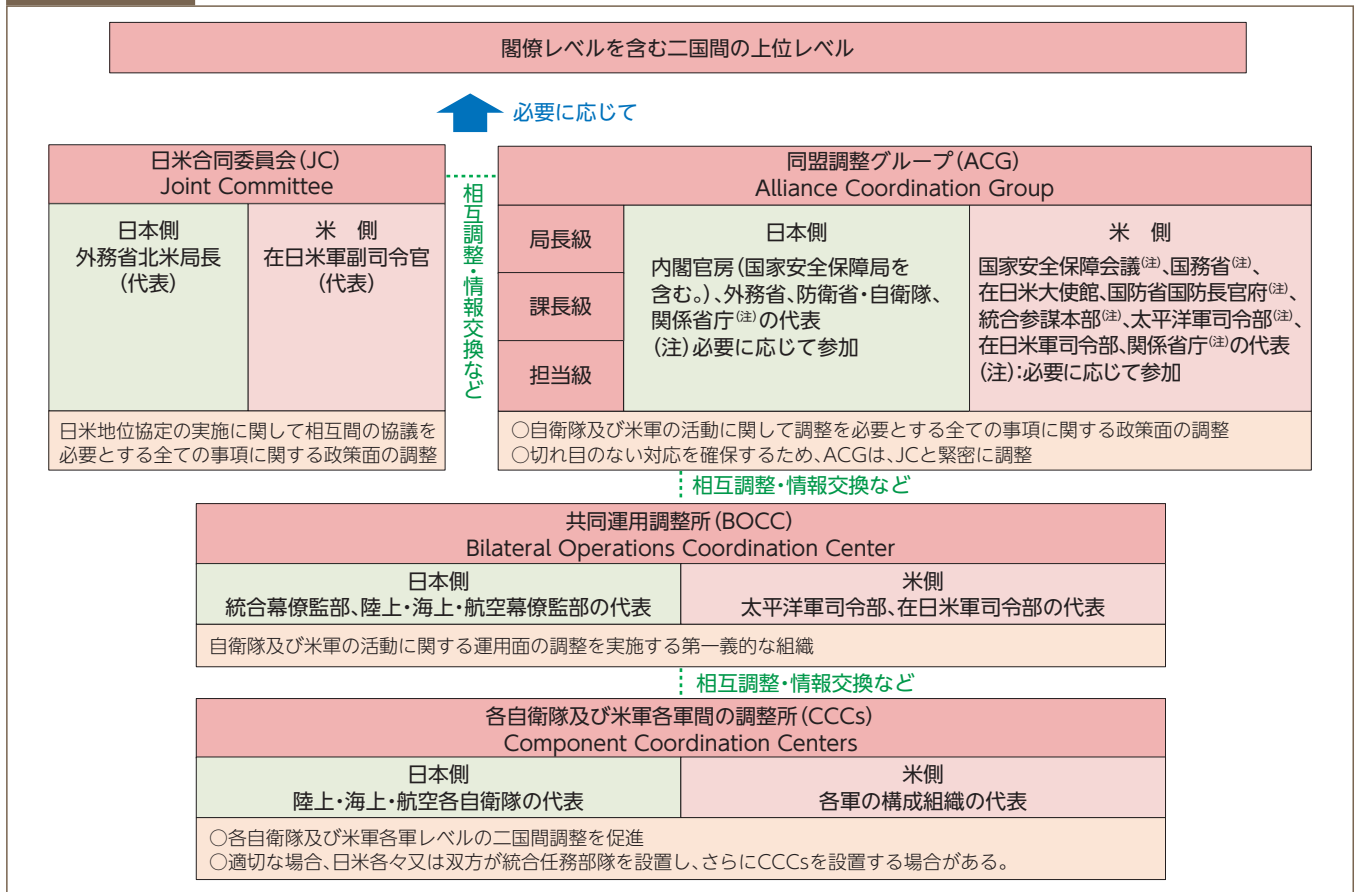 閣僚レベルを含む二国間の上位レベル
必要に応じて
日米合同委員会(JC)
Joint Committee
日本側
外務省北米局長
(代表)
米　側
在日米軍副司令官
(代表)
日米地位協定の実施に関して相互間の協議を
必要とする全ての事項に関する政策面の調整
相互調整・情報交換など
同盟調整グループ(ACG)
Alliance Coordination Group
局長級
課長級
担当級
日本側
内閣官房(国家安全保障局を
含む。)、外務省、防衛省・自衛隊、
関係省庁(注)の代表
(注)必要に応じて参加
米　側
国家安全保障会議(注)、国務省(注)、
在日米大使館、国防省国防長官府(注)、
統合参謀本部(注)、太平洋軍司令部(注)、
在日米軍司令部、関係省庁(注)の代表
(注):必要に応じて参加
○自衛隊及び米軍の活動に関して調整を必要とする全ての事項に関する政策面の調整
○切れ目のない対応を確保するため、ACGは、JCと緊密に調整
相互調整・情報交換など
共同運用調整所(BOCC)
Bilateral Operations Coordination Center
日本側
統合幕僚監部、陸上・海上・航空幕僚監部の代表
米側
太平洋軍司令部、在日米軍司令部の代表
自衛隊及び米軍の活動に関する運用面の調整を実施する第一義的な組織
相互調整・情報交換など
各自衛隊及び米軍各軍間の調整所(CCCs)
Component Coordination Centers
日本側
陸上・海上・航空各自衛隊の代表
米側
各軍の構成組織の代表
○各自衛隊及び米軍各軍レベルの二国間調整を促進
○適切な場合、日米各々又は双方が統合任務部隊を設置し、さらにCCCsを設置する場合がある。